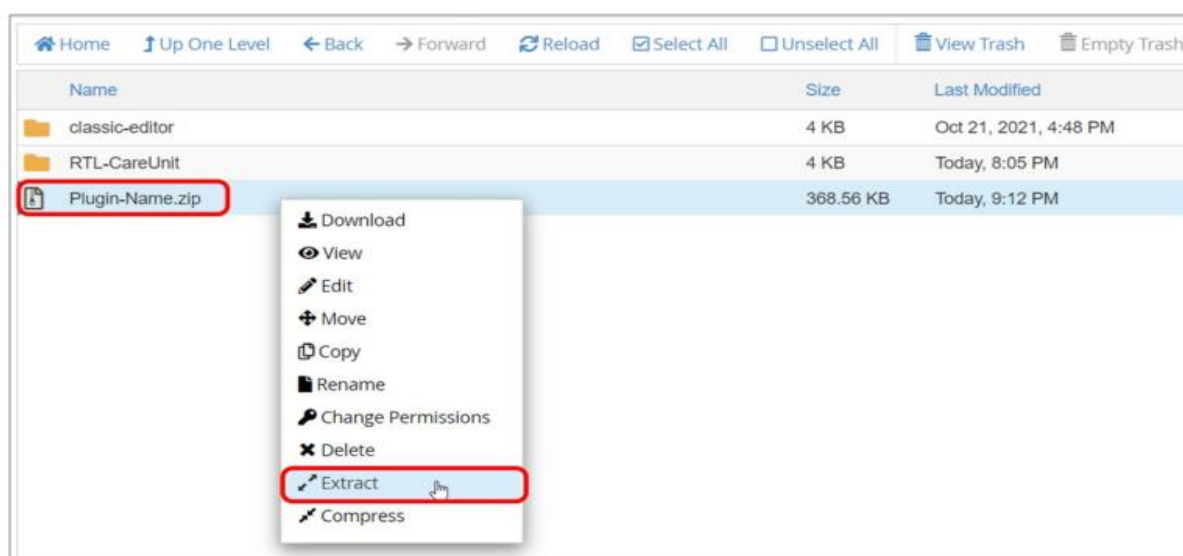 Home Up One Level Back Forward Reload Select All Unselect All View Trash Empty Trash
Name Size Last Modified
classic-editor 4 KB Oct 21, 2021, 4:48 PM
RTL-CareUnit 4 KB Today, 8:05 PM
Plugin-Name.zip 368.56 KB Today, 9:12 PM
Download
View
Edit
Move
Copy
Rename
Change Permissions
Delete
Extract
Compress